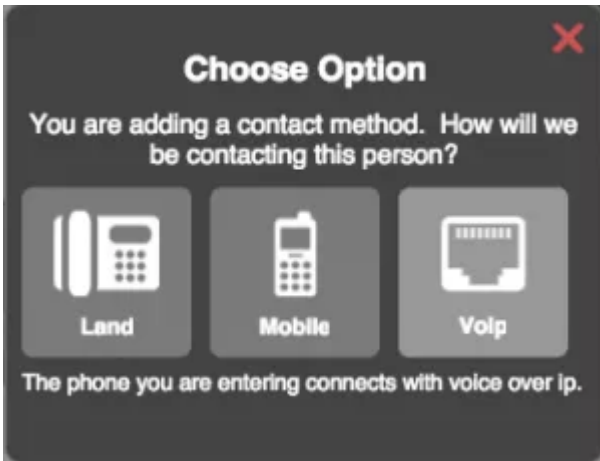 Choose Option
You are adding a contact method.  How will we
be contacting this person?
Land
Mobile
Voip
The phone you are entering connects with voice over ip.